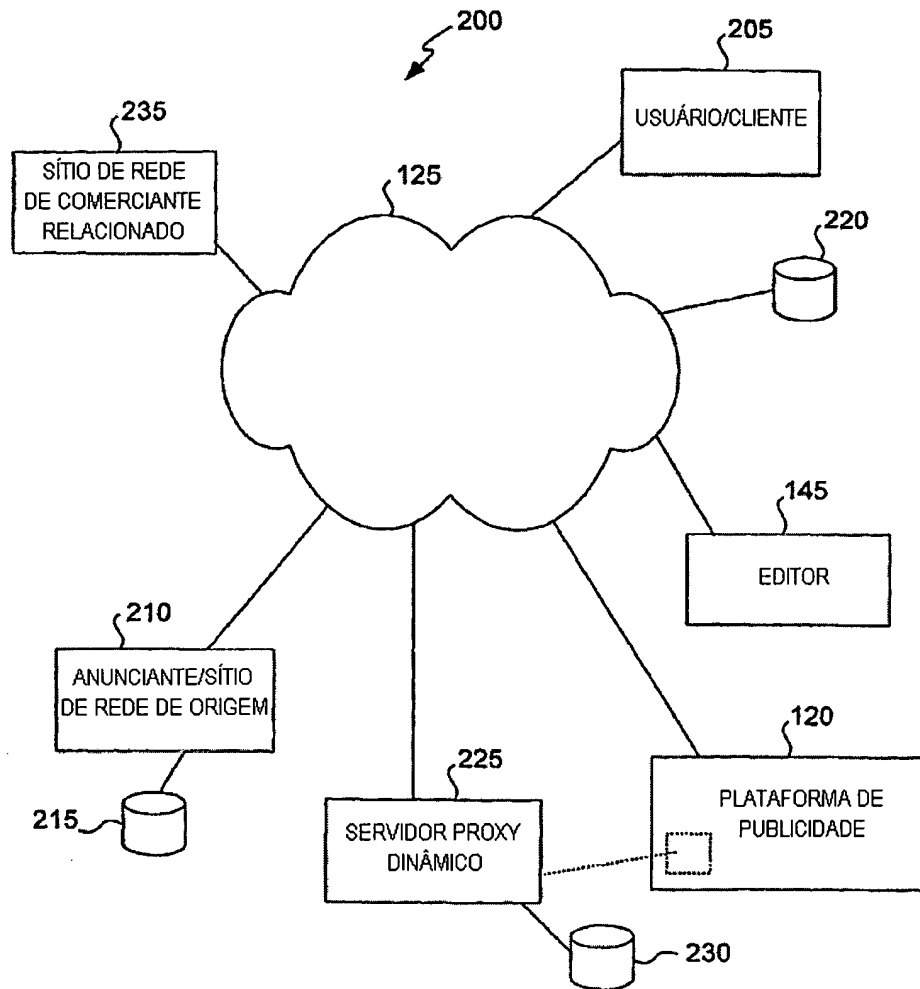 200
205
USUÁRIO/CLIENTE
235
SÍTIO DE REDE
DE COMERCIANTE
RELACIONADO
125
220
145
EDITOR
210
ANUNCIANTE/SÍTIO
DE REDE DE ORIGEM
215
225
SERVIDOR PROXY
DINÂMICO
120
PLATAFORMA DE
PUBLICIDADE
230